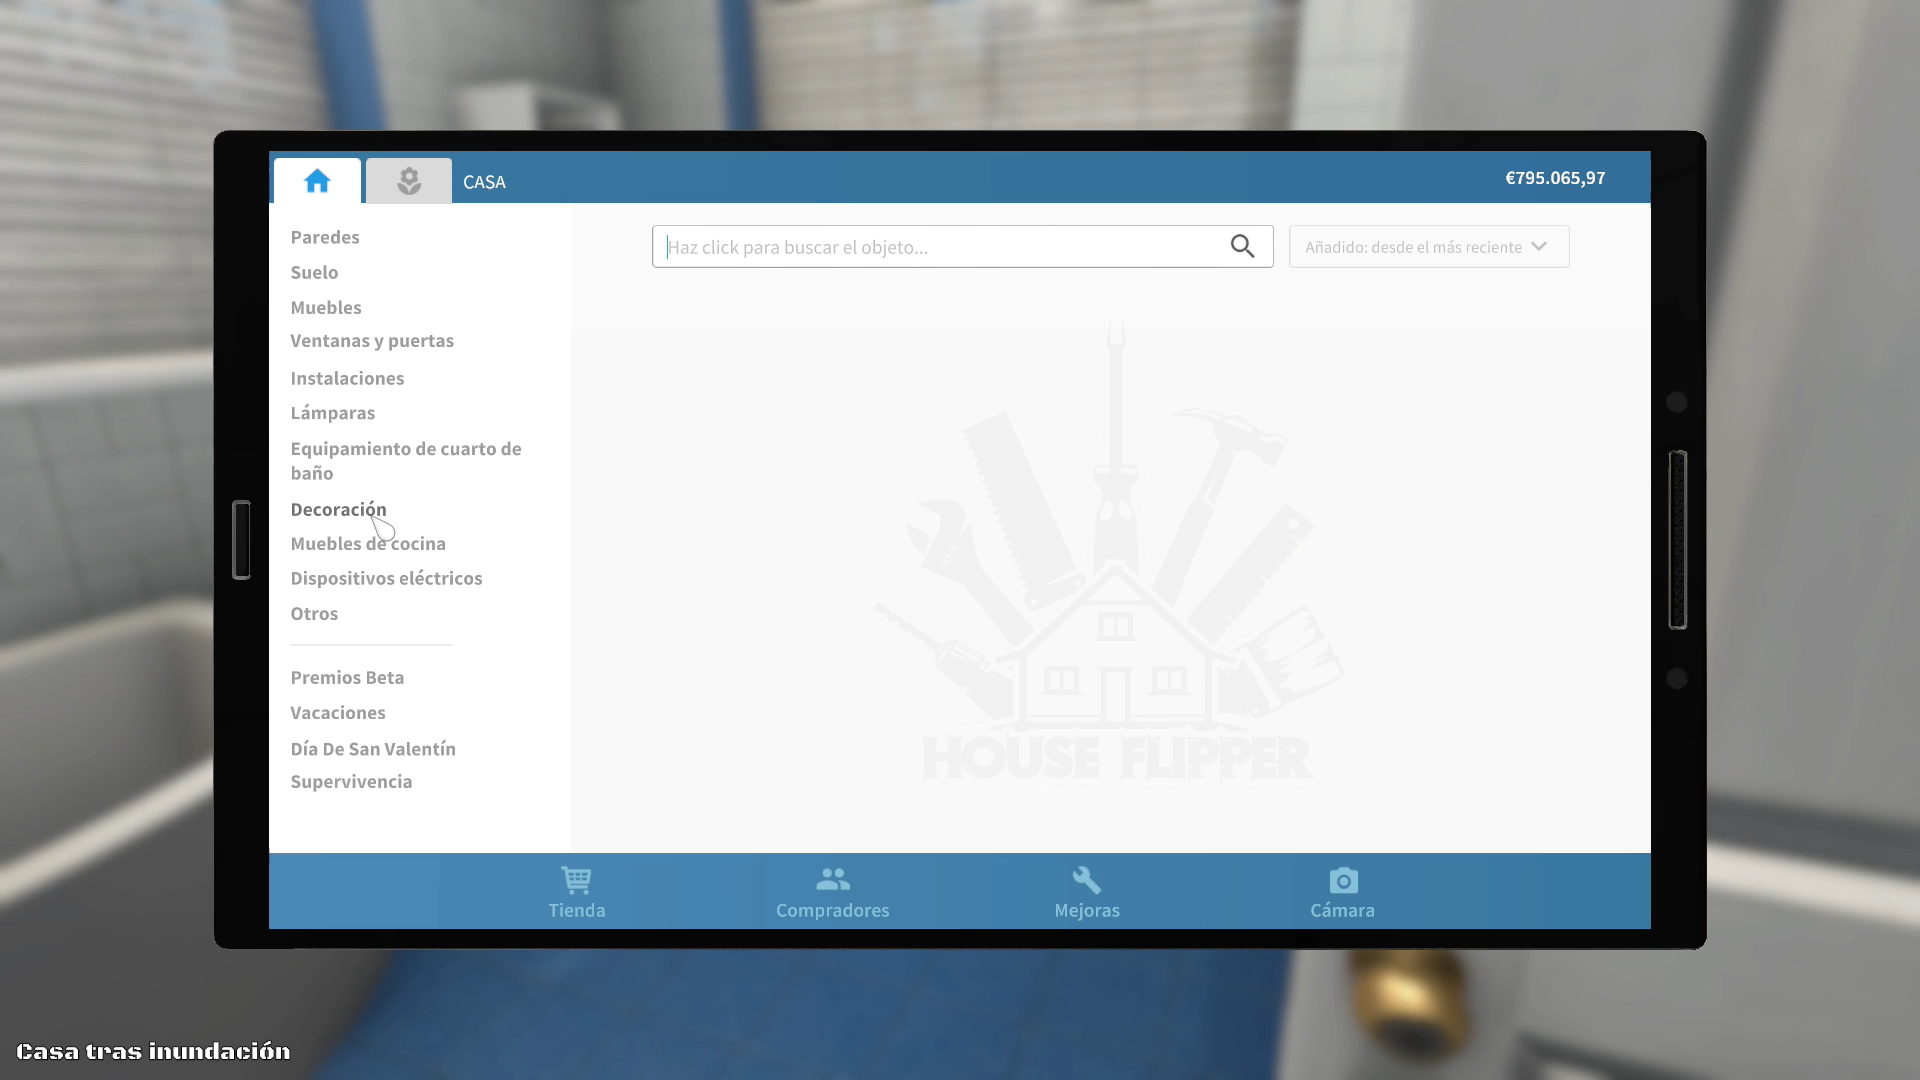 CASA
€795.065,97
Paredes
Suelo
Muebles
Ventanas y puertas
Instalaciones
Lámparas
Equipamiento de cuarto de
baño
Decoración
Muebles de cocina
Dispositivos eléctricos
Otros
Premios Beta
Vacaciones
Día De San Valentín
Supervivencia
Haz click para buscar el objeto...
Añadido: desde el más reciente
HOUSE FLIPPER
Tienda
Compradores
Mejoras
Cámara
Casa tras inundación